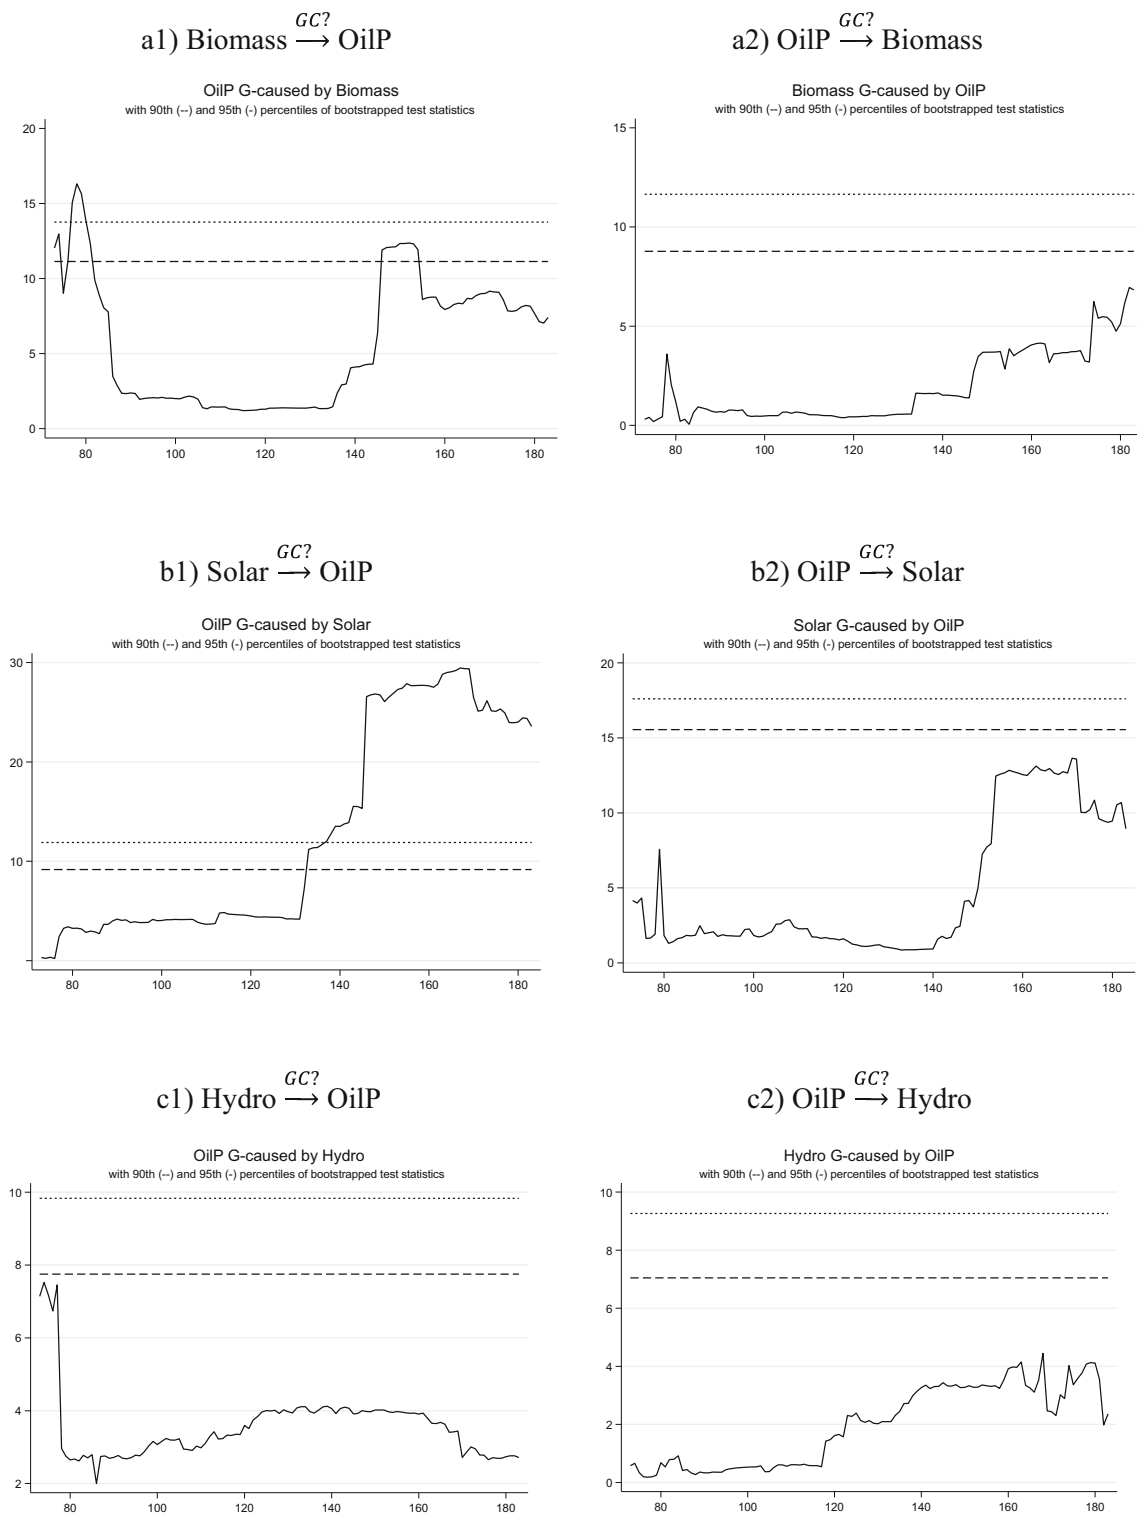 a1) Biomass GC? → OilP
OilP G-caused by Biomass
with 90th (--) and 95th (-) percentiles of bootstrapped test statistics
20
15
10
5
0
80 100 120 140 160 180
a2) OilP GC? → Biomass
Biomass G-caused by OilP
with 90th (--) and 95th (-) percentiles of bootstrapped test statistics
15
10
5
0
80 100 120 140 160 180
b1) Solar GC? → OilP
OilP G-caused by Solar
with 90th (--) and 95th (-) percentiles of bootstrapped test statistics
30
20
10
80 100 120 140 160 180
b2) OilP GC? → Solar
Solar G-caused by OilP
with 90th (--) and 95th (-) percentiles of bootstrapped test statistics
20
15
10
5
0
80 100 120 140 160 180
c1) Hydro GC? → OilP
OilP G-caused by Hydro
with 90th (--) and 95th (-) percentiles of bootstrapped test statistics
10
8
6
4
2
80 100 120 140 160 180
c2) OilP GC? → Hydro
Hydro G-caused by OilP
with 90th (--) and 95th (-) percentiles of bootstrapped test statistics
10
8
6
4
2
0
80 100 120 140 160 180